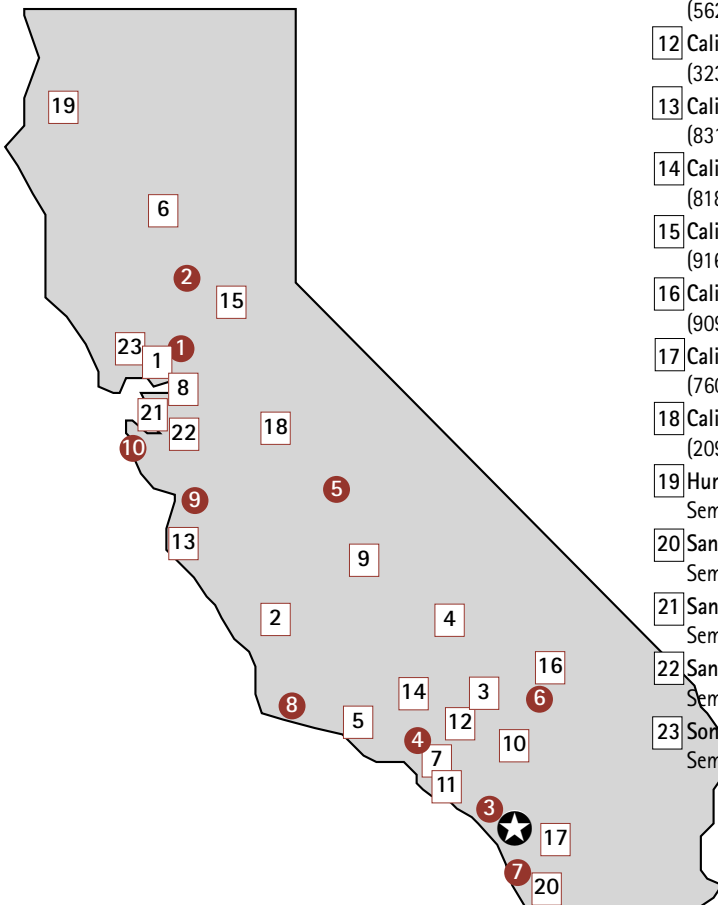 (562
12 Cali
(323
13 Cali
(831
14 Cali
(818
15 Cali
(916
16 Cali
(909
17 Cali
(760
18 Cali
(209
19 Hum
Sem
20 San
Sem
21 San
Sem
22 San
Sem
23 Son
Sem
19
6
2
15
23
1
1
8
21
22
18
10
5
9
13
9
2
4
16
14
3
6
8
5
12
4
10
7
11
3
17
7
20